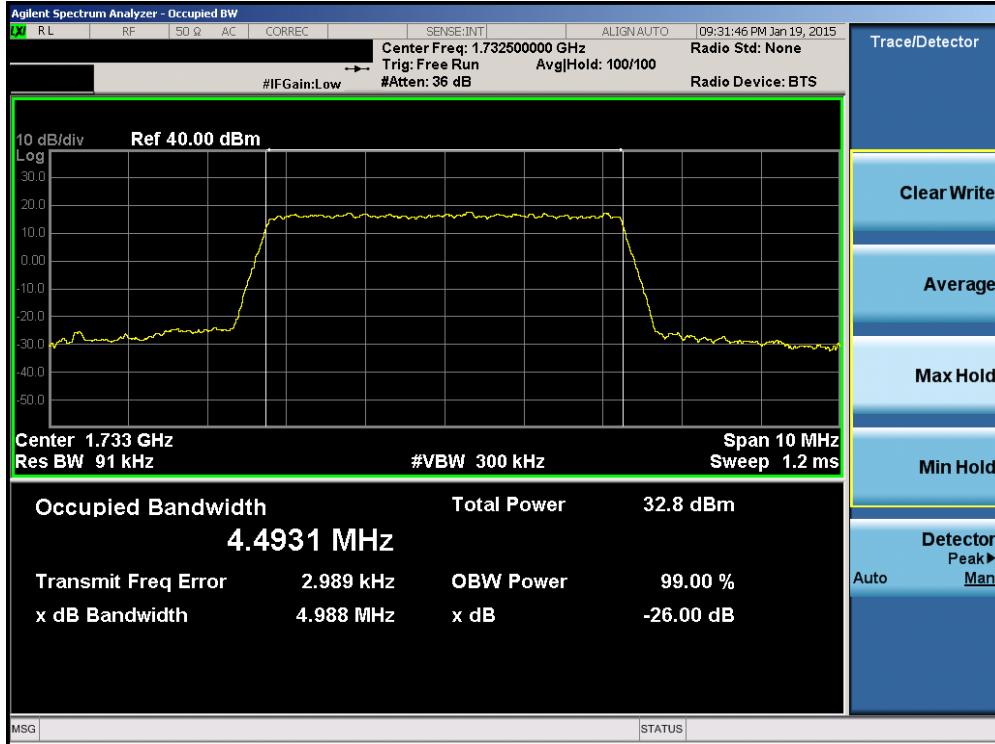 Agilent Spectrum Analyzer - Occupied BW
LXI RL RF 50 Ω AC CORREC SENSE:INT ALIGN AUTO 09:31:46 PM Jan 19, 2015
Center Freq: 1.732500000 GHz Radio Std: None
Trig: Free Run Avg|Hold: 100/100
#IFGain:Low #Atten: 36 dB Radio Device: BTS
10 dB/div Ref 40.00 dBm
Log
30.0
20.0
10.0
0.00
-10.0
-20.0
-30.0
-40.0
-50.0
Center 1.733 GHz Span 10 MHz
Res BW 91 kHz #VBW 300 kHz Sweep 1.2 ms
Occupied Bandwidth Total Power 32.8 dBm
4.4931 MHz
Transmit Freq Error 2.989 kHz OBW Power 99.00 %
x dB Bandwidth 4.988 MHz x dB -26.00 dB
Trace/Detector
Clear Write
Average
Max Hold
Min Hold
Detector
Peak▶
Auto Man
MSG STATUS